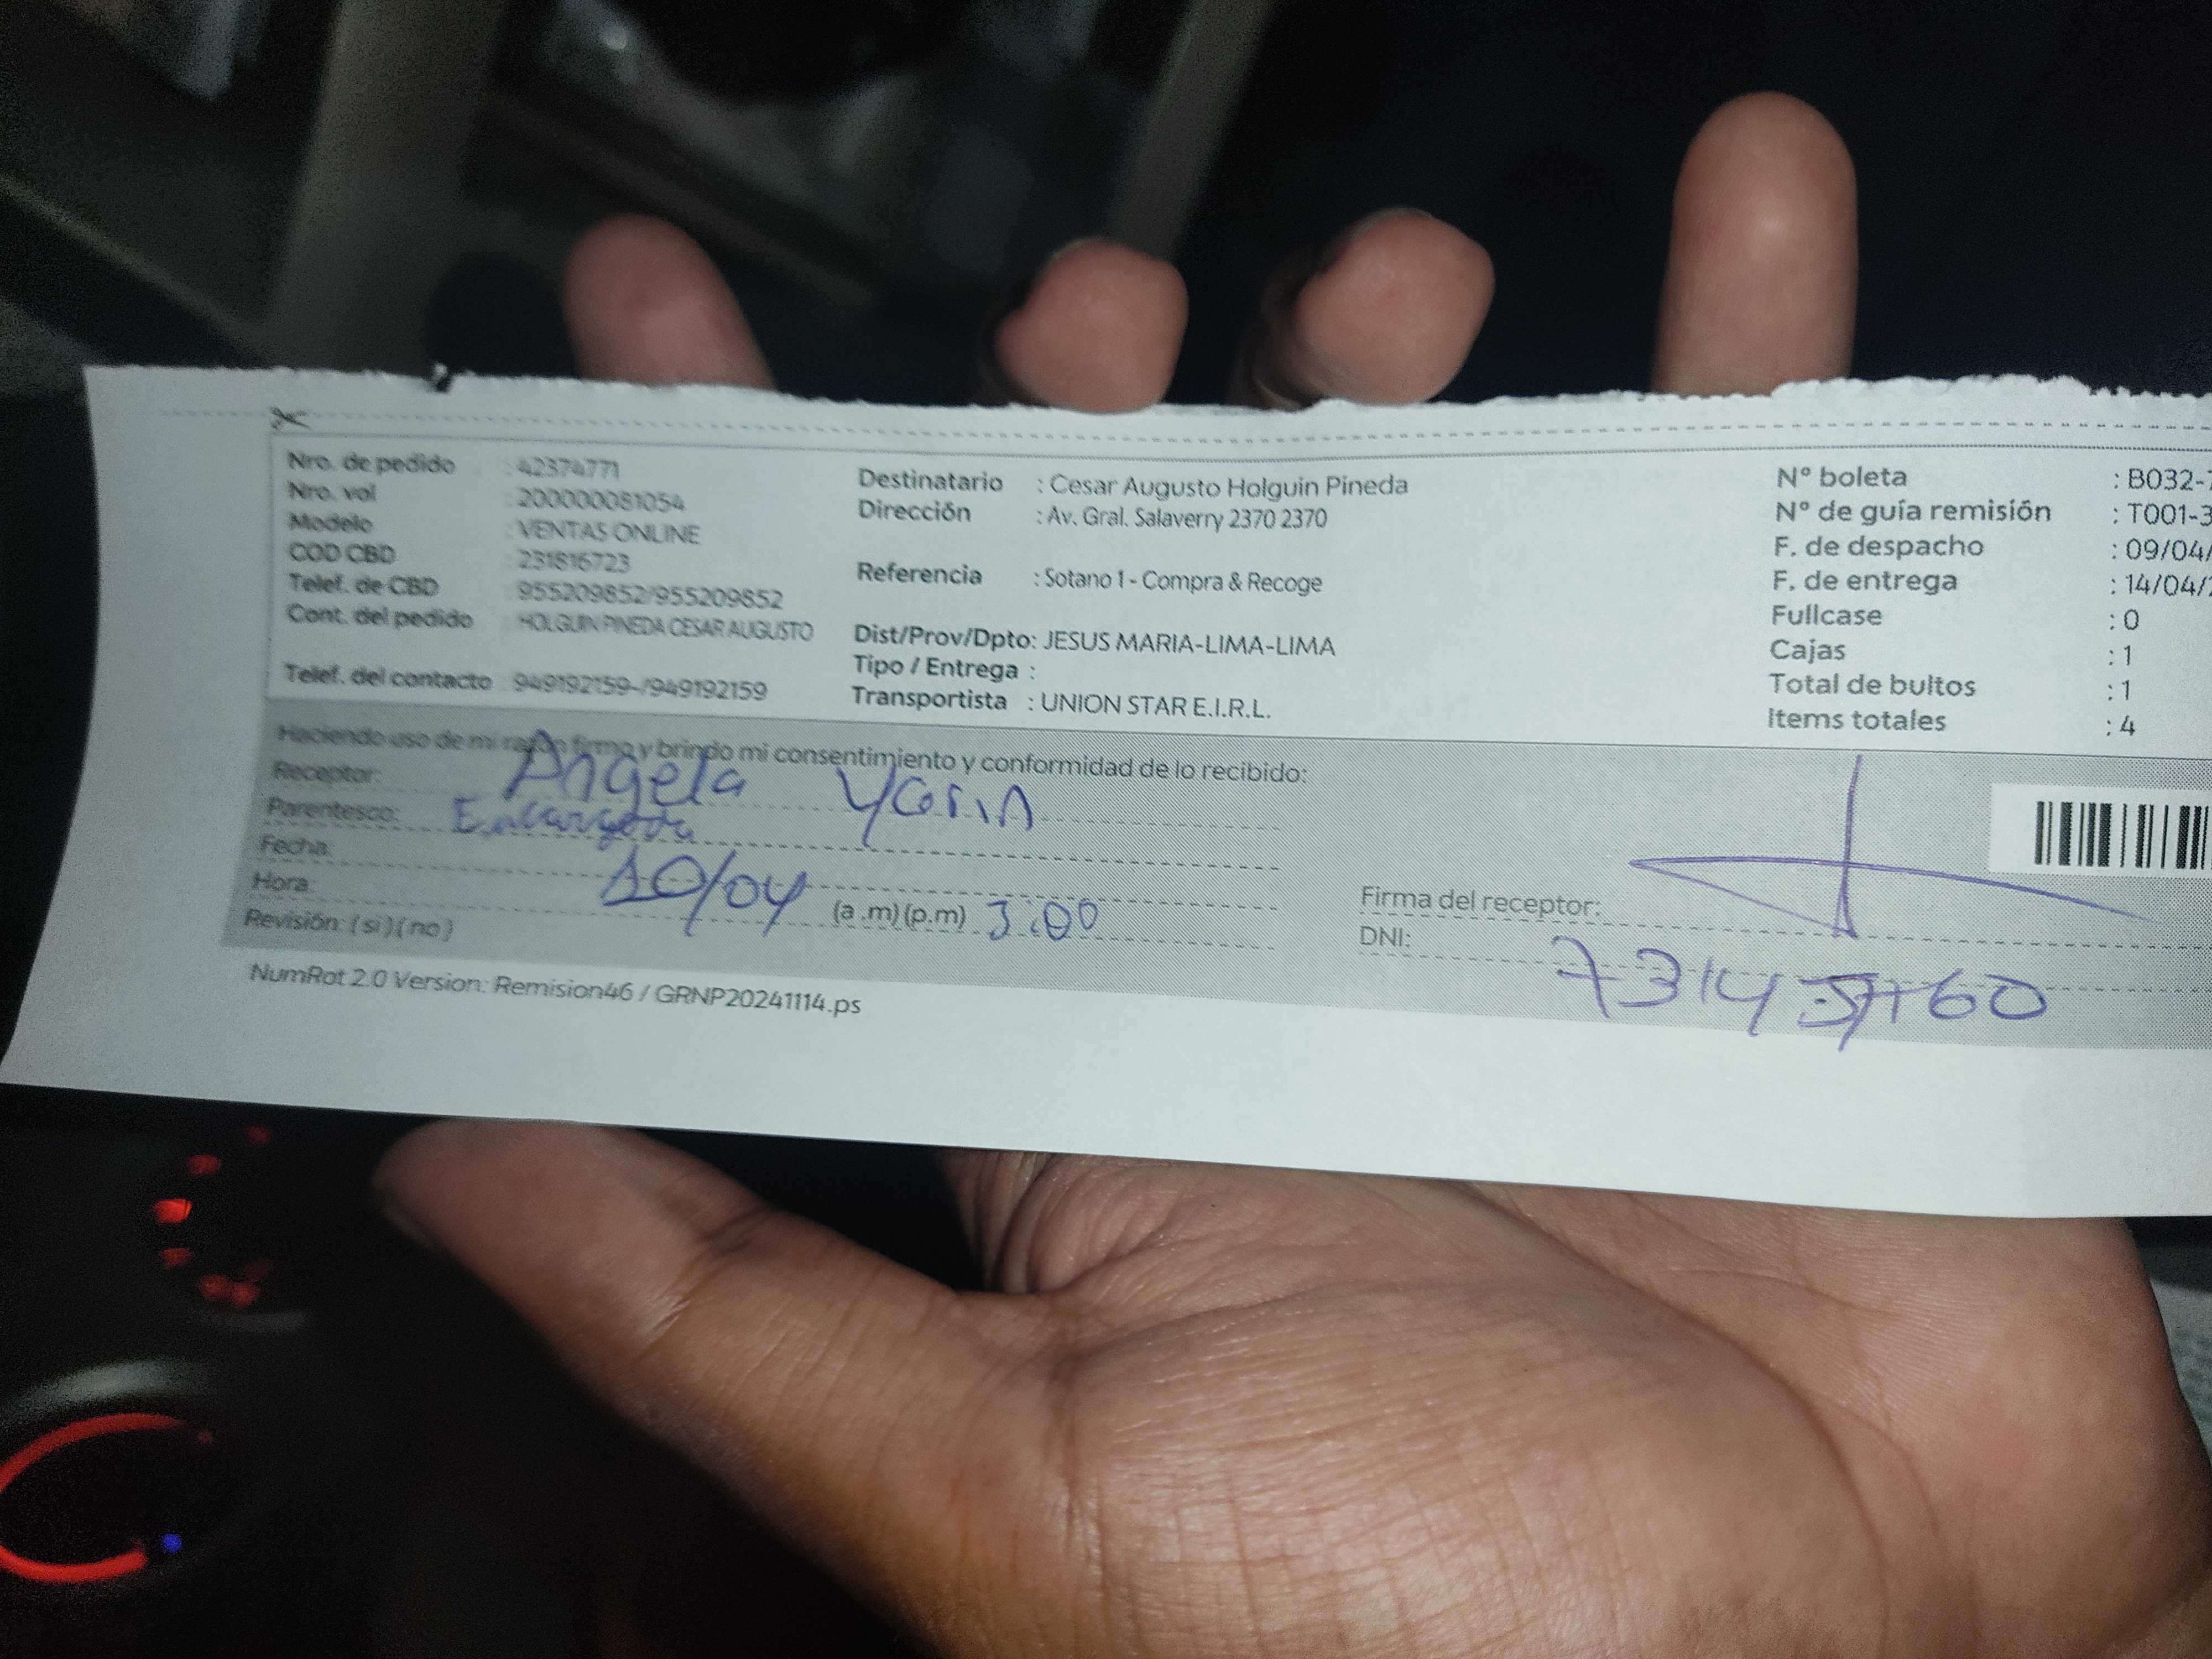 Nro. de pedido : 42374771
Nro. vol : 200000081054
Modelo : VENTAS ONLINE
COD CBD : 231816723
Telef. de CBD : 955209852/955209852
Cont. del pedido : HOLGUIN PINEDA CESAR AUGUSTO
Telef. del contacto : 949192159-/949192159
Destinatario : Cesar Augusto Holguin Pineda
Dirección : Av. Gral. Salaverry 2370 2370
Referencia : Sotano 1 - Compra & Recoge
Dist/Prov/Dpto: JESUS MARIA-LIMA-LIMA
Tipo / Entrega :
Transportista : UNION STAR E.I.R.L.
N° boleta : B032-
N° de guía remisión : T001-3
F. de despacho : 09/04/
F. de entrega : 14/04/
Fullcase : 0
Cajas : 1
Total de bultos : 1
Items totales : 4
Haciendo uso de mi razón firmo y brindo mi consentimiento y conformidad de lo recibido:
Receptor: Angela
Parentesco: Encargada
Fecha: 10/04
Hora: (a .m) (p.m) 3:00
Revisión: ( si ) ( no )
Firma del receptor:
DNI:
NumRot 2.0 Version: Remision46 / GRNP20241114.ps